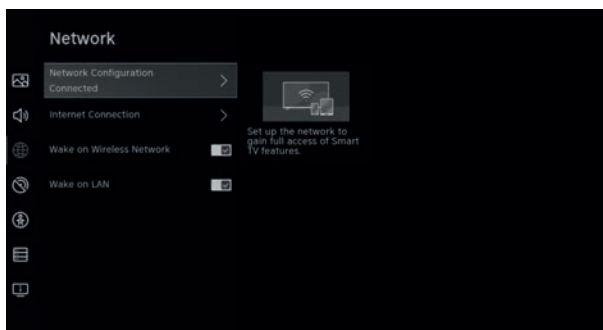 Network
Network Configuration
Connected
Internet Connection
Wake on Wireless Network
Wake on LAN
Set up the network to
gain full access of Smart
TV features.